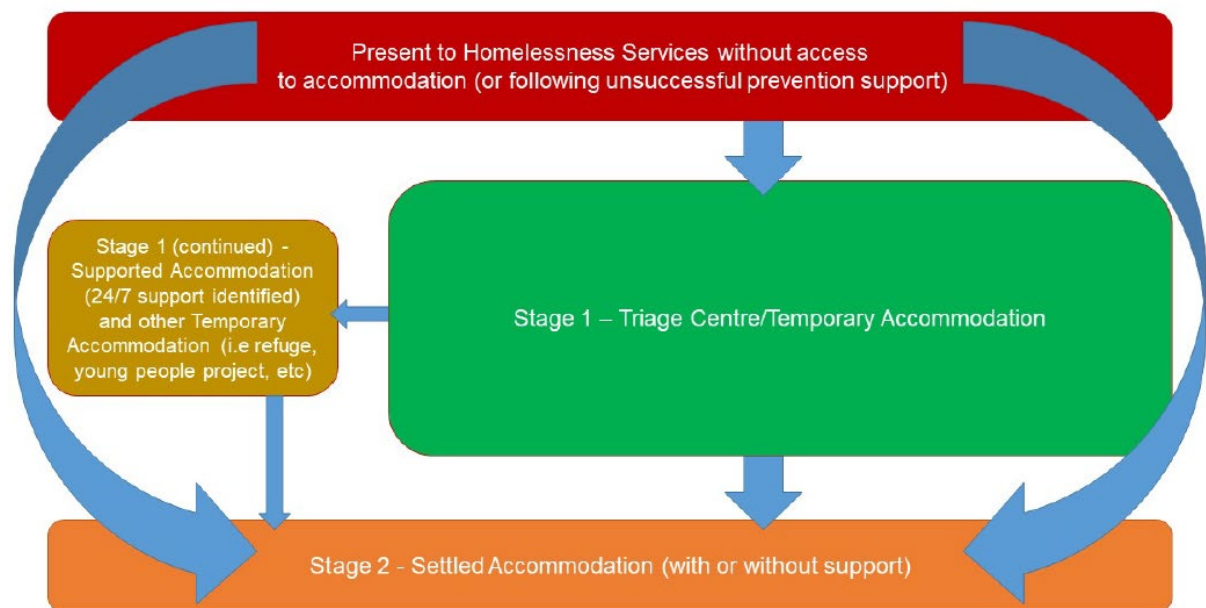 Present to Homelessness Services without access
to accommodation (or following unsuccessful prevention support)
Stage 1 (continued) -
Supported Accommodation
(24/7 support identified)
and other Temporary
Accommodation (i.e refuge,
young people project, etc)
Stage 1 – Triage Centre/Temporary Accommodation
Stage 2 - Settled Accommodation (with or without support)